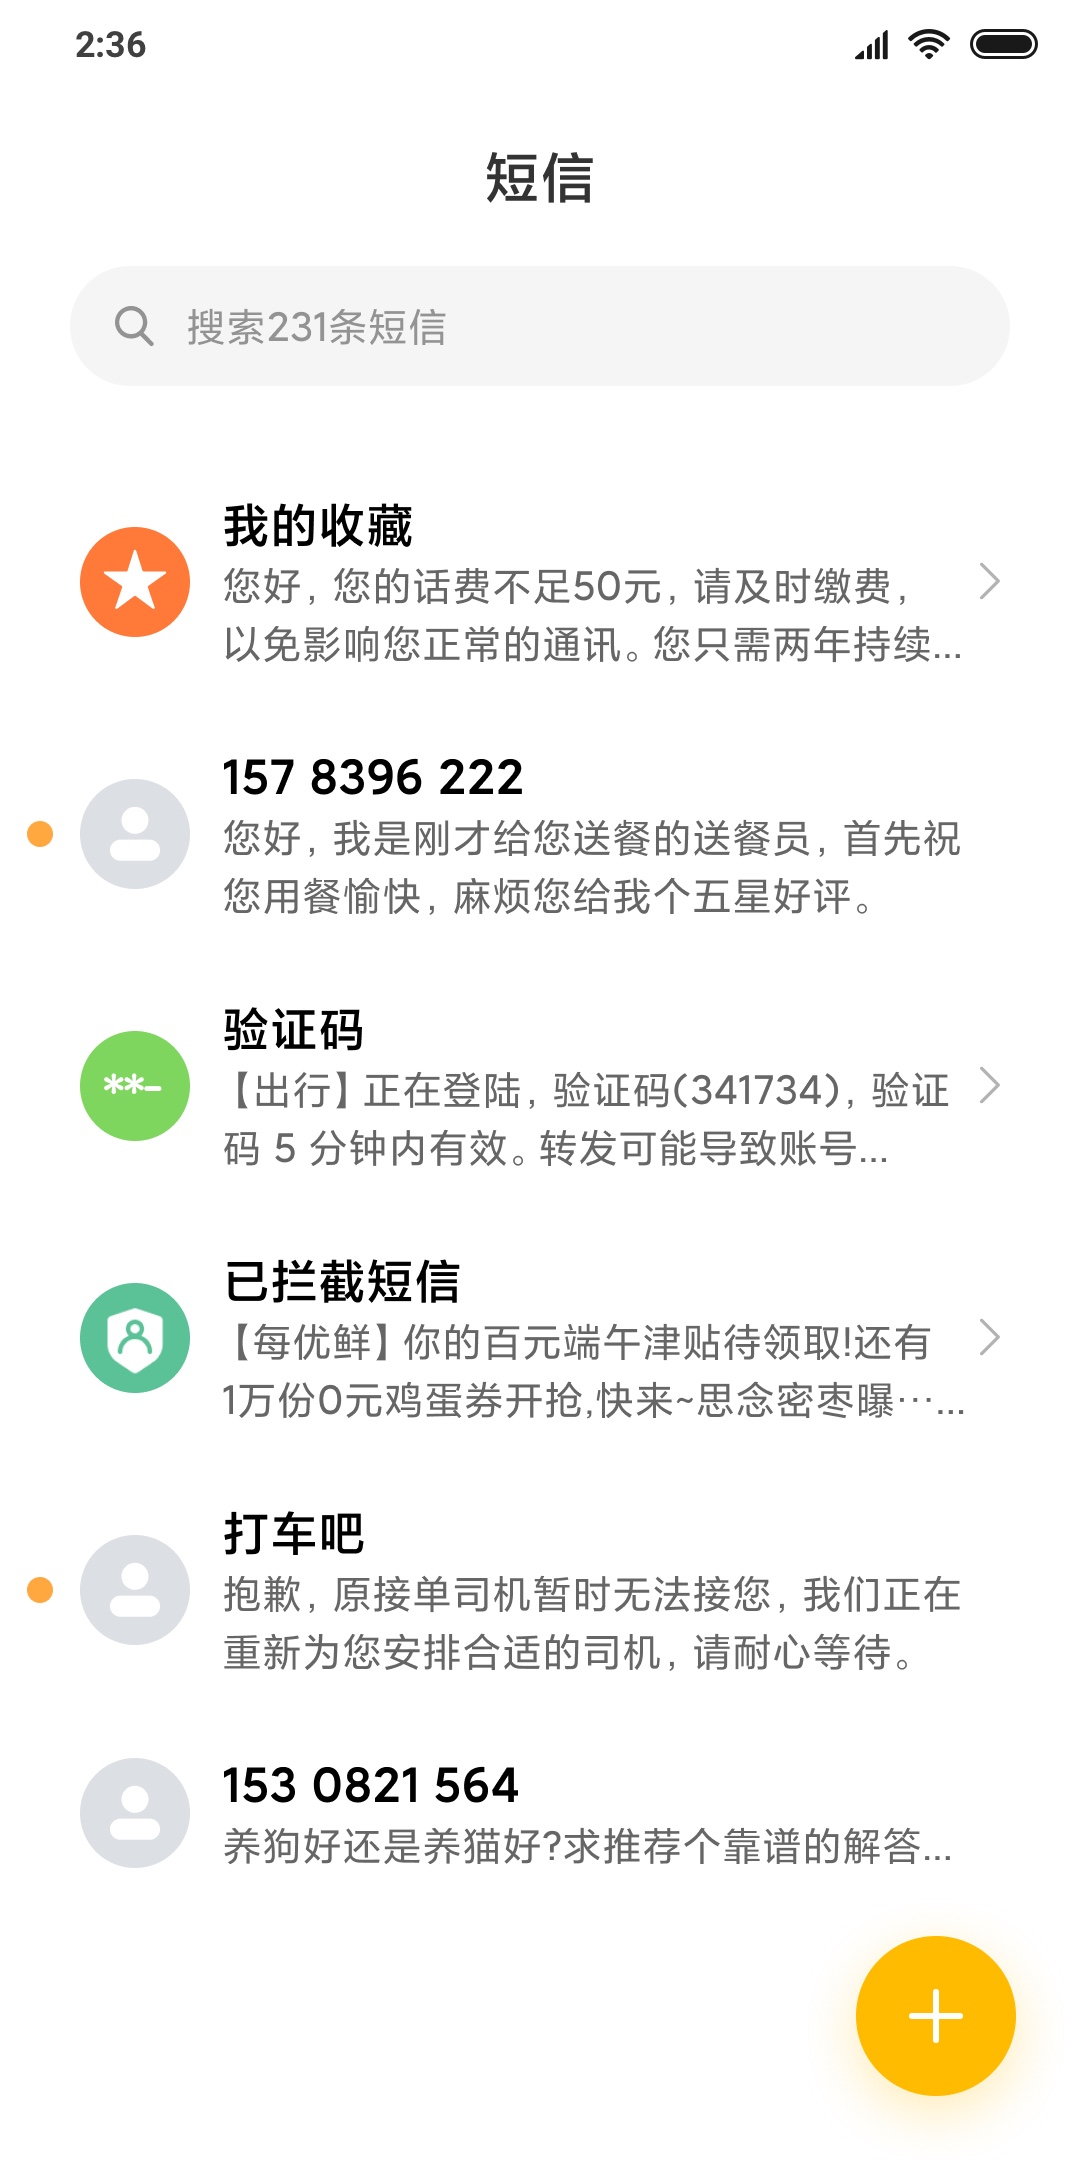 2:36
短信
搜索231条短信
我的收藏
您好，您的话费不足50元，请及时缴费，
以免影响您正常的通讯。您只需两年持续...
157 8396 222
您好，我是刚才给您送餐的送餐员，首先祝
您用餐愉快，麻烦您给我个五星好评。
验证码
【出行】正在登陆，验证码(341734)，验证
码 5 分钟内有效。转发可能导致账号...
已拦截短信
【每优鲜】你的百元端午津贴待领取!还有
1万份0元鸡蛋券开抢,快来~思念密枣曝⋯...
打车吧
抱歉，原接单司机暂时无法接您，我们正在
重新为您安排合适的司机，请耐心等待。
153 0821 564
养狗好还是养猫好?求推荐个靠谱的解答...